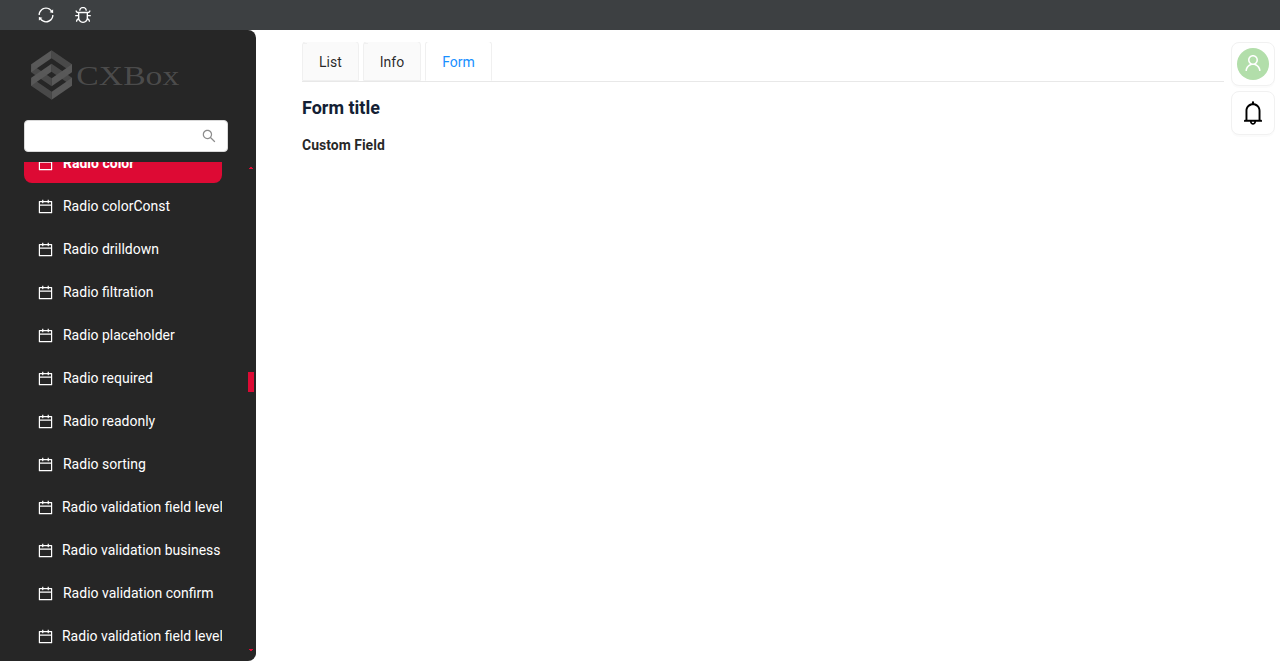 CXBox
List
Info
Form
Form title
Custom Field
Radio color
Radio colorConst
Radio drilldown
Radio filtration
Radio placeholder
Radio required
Radio readonly
Radio sorting
Radio validation field level
Radio validation business
Radio validation confirm
Radio validation field level